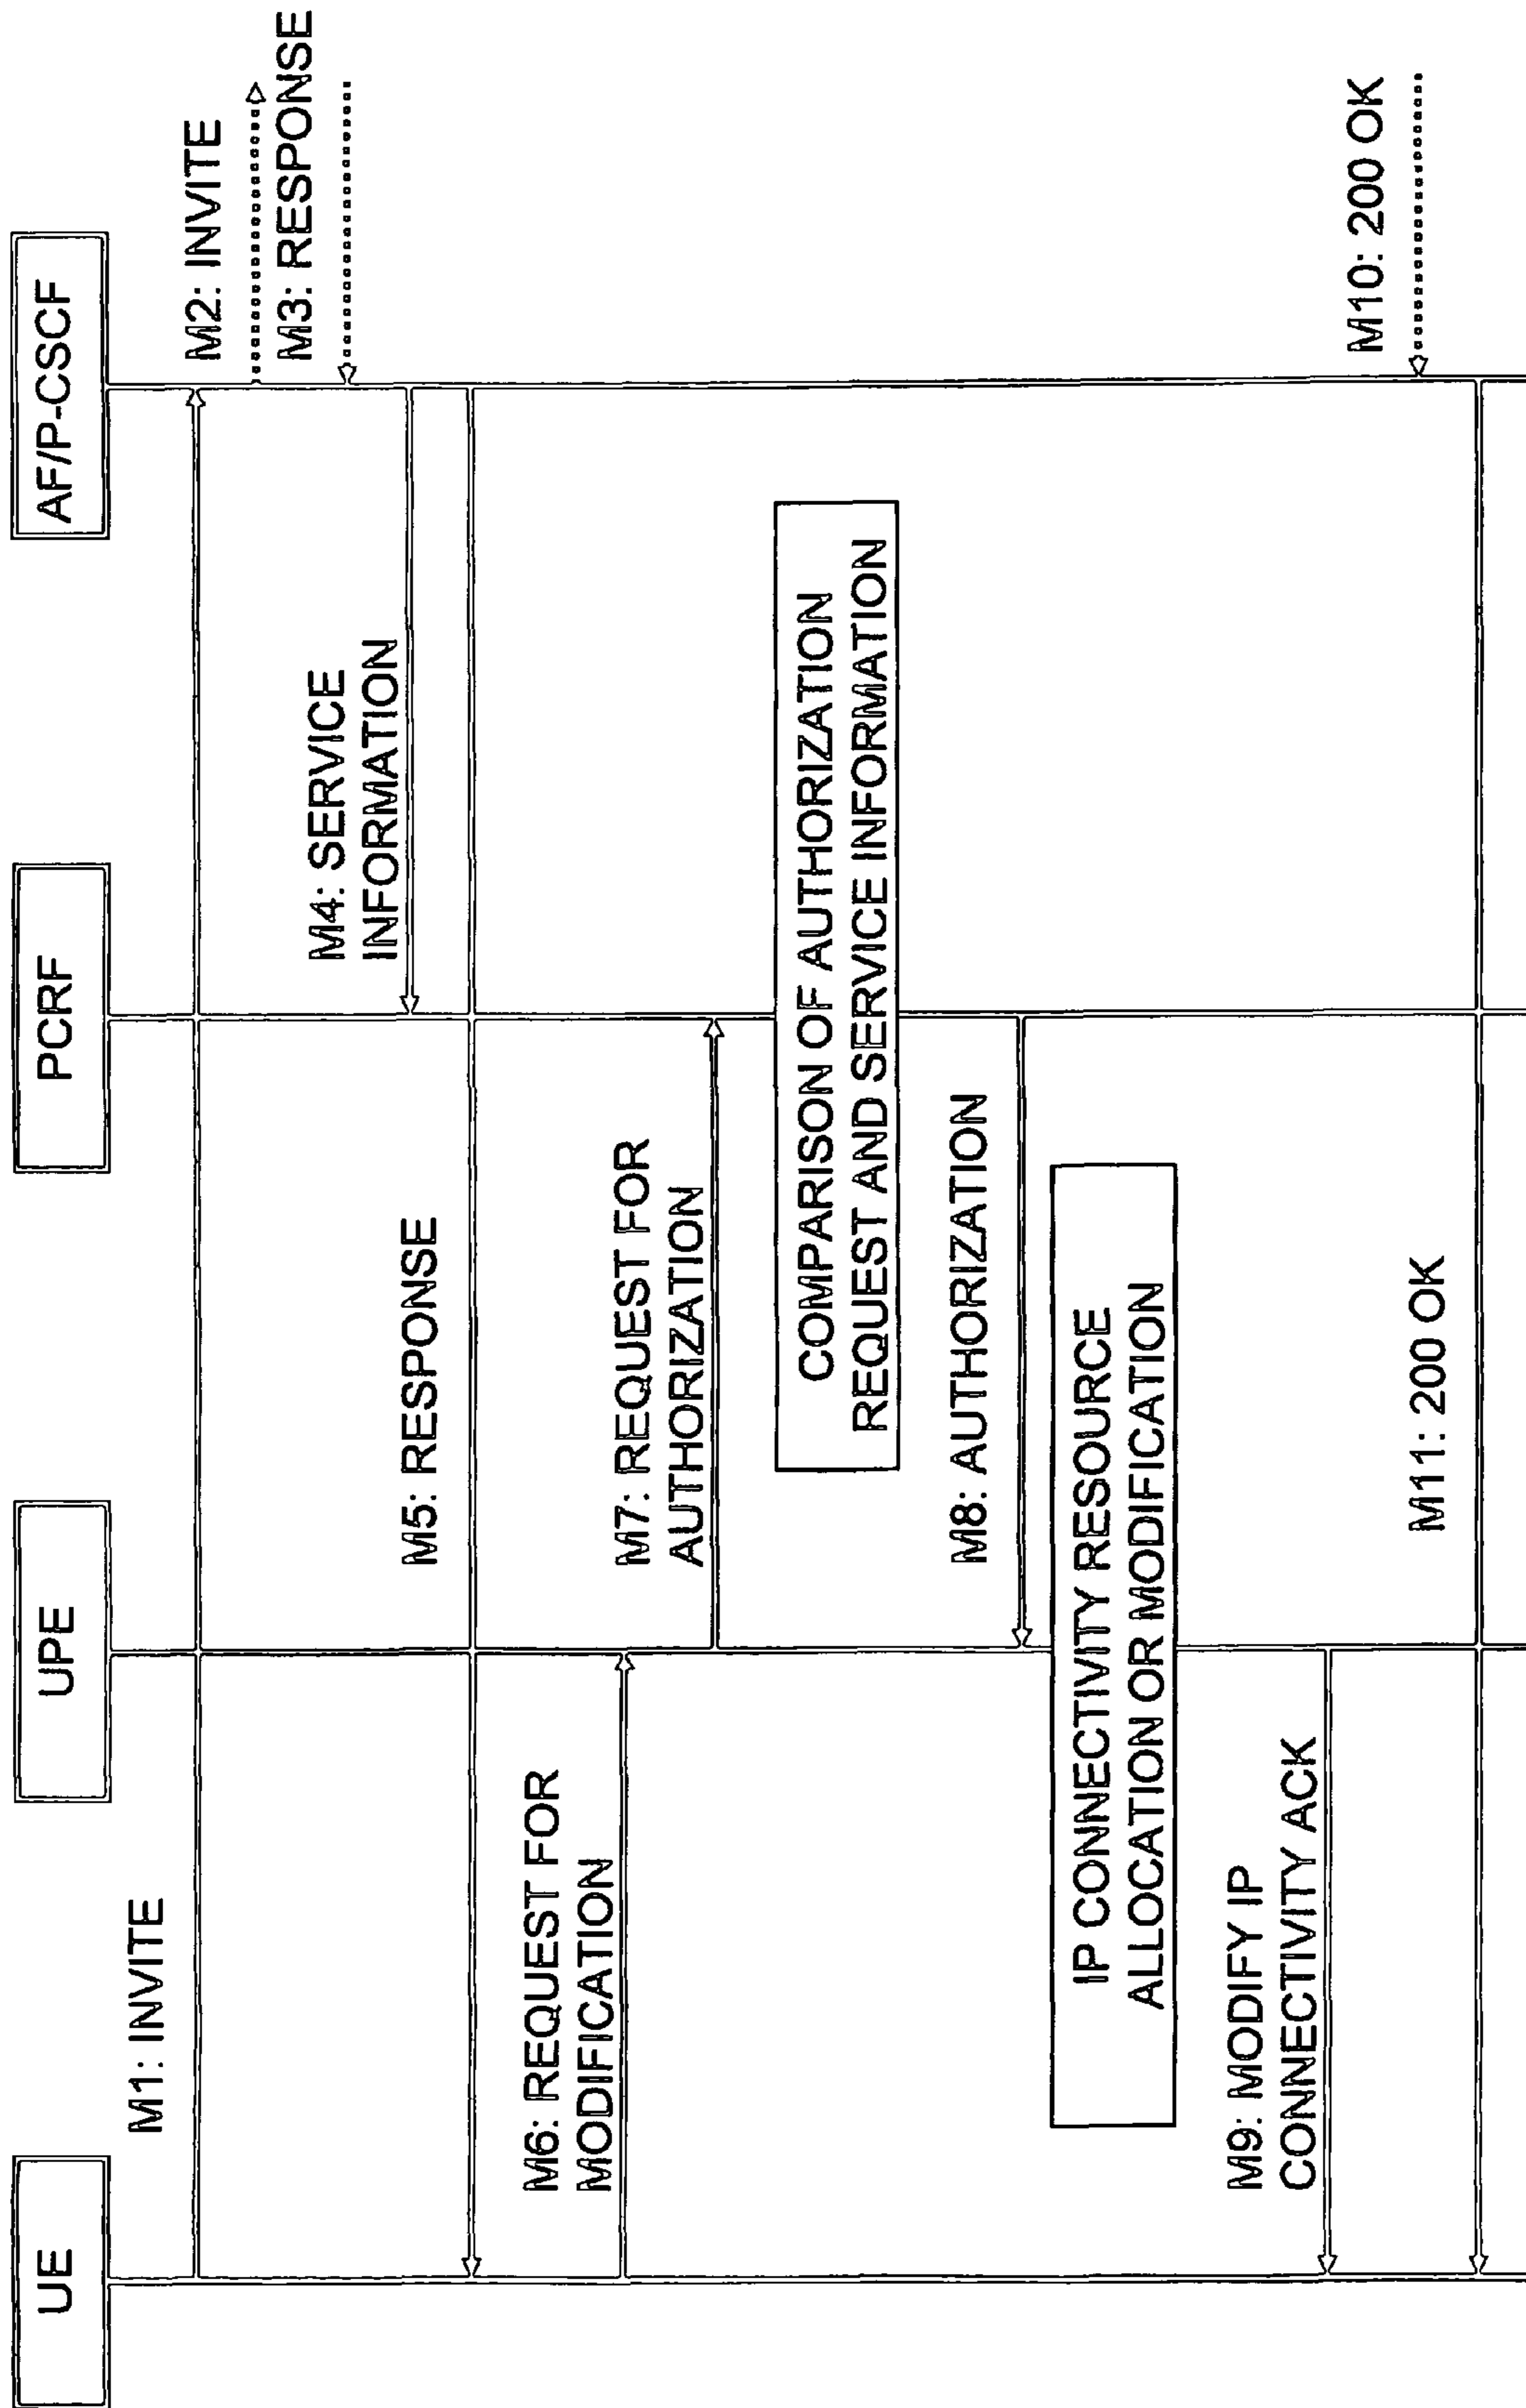 UE
UPE
PCRF
AF/P-CSCF
M1: INVITE
M2: INVITE
M3: RESPONSE
M4: SERVICE
INFORMATION
M5: RESPONSE
M6: REQUEST FOR
MODIFICATION
M7: REQUEST FOR
AUTHORIZATION
COMPARISON OF AUTHORIZATION
REQUEST AND SERVICE INFORMATION
M8: AUTHORIZATION
IP CONNECTIVITY RESOURCE
ALLOCATION OR MODIFICATION
M9: MODIFY IP
CONNECTIVITY ACK
M10: 200 OK
M11: 200 OK